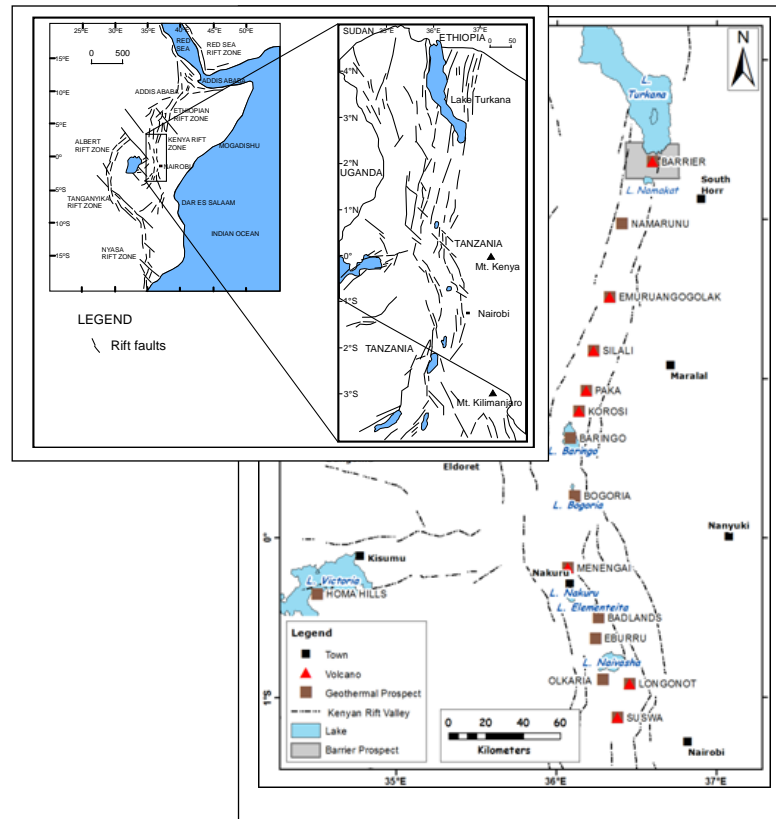 25°E
30°E
35°E
40°E
45°E
50°E
15°E
10°E
5°E
0°
5°S
10°S
15°S
0 500
RED
SEA
RED SEA
RIFT ZONE
ADDIS ABABA
ADDIS ABABA
ETHIOPIAN
RIFT ZONE
ALBERT
RIFT ZONE
KENYA RIFT
ZONE
MOGADISHU
NAIROBI
TANGANYIKA
RIFT ZONE
DAR ES SALAAM
INDIAN OCEAN
NYASA
RIFT ZONE
LEGEND
Rift faults
SUDAN
35°E
36°E
37°E
ETHIOPIA
0 50
4°N
Lake Turkana
3°N
2°N
UGANDA
1°N
TANZANIA
0°
Mt. Kenya
1°S
Nairobi
2°S
TANZANIA
3°S
Mt. Kilimanjaro
N
L.
Turkana
BARRIER
South
Horr
L. Namakat
NAMARUNU
EMURUANGOGOLAK
SILALI
Maralal
PAKA
KOROSI
BARINGO
L. Baringo
Eldoret
BOGORIA
L. Bogoria
Nanyuki
0°
Kisumu
MENENGAI
Nakuru
L. Victoria
L. Nakuru
HOMA HILLS
L. Elementeita
BADLANDS
EBURRU
L. Naivasha
OLKARIA
LONGONOT
1°S
SUSWA
Nairobi
Legend
Town
Volcano
Geothermal Prospect
Kenyan Rift Valley
Lake
Barrier Prospect
0 20 40 60
Kilometers
35°E
36°E
37°E